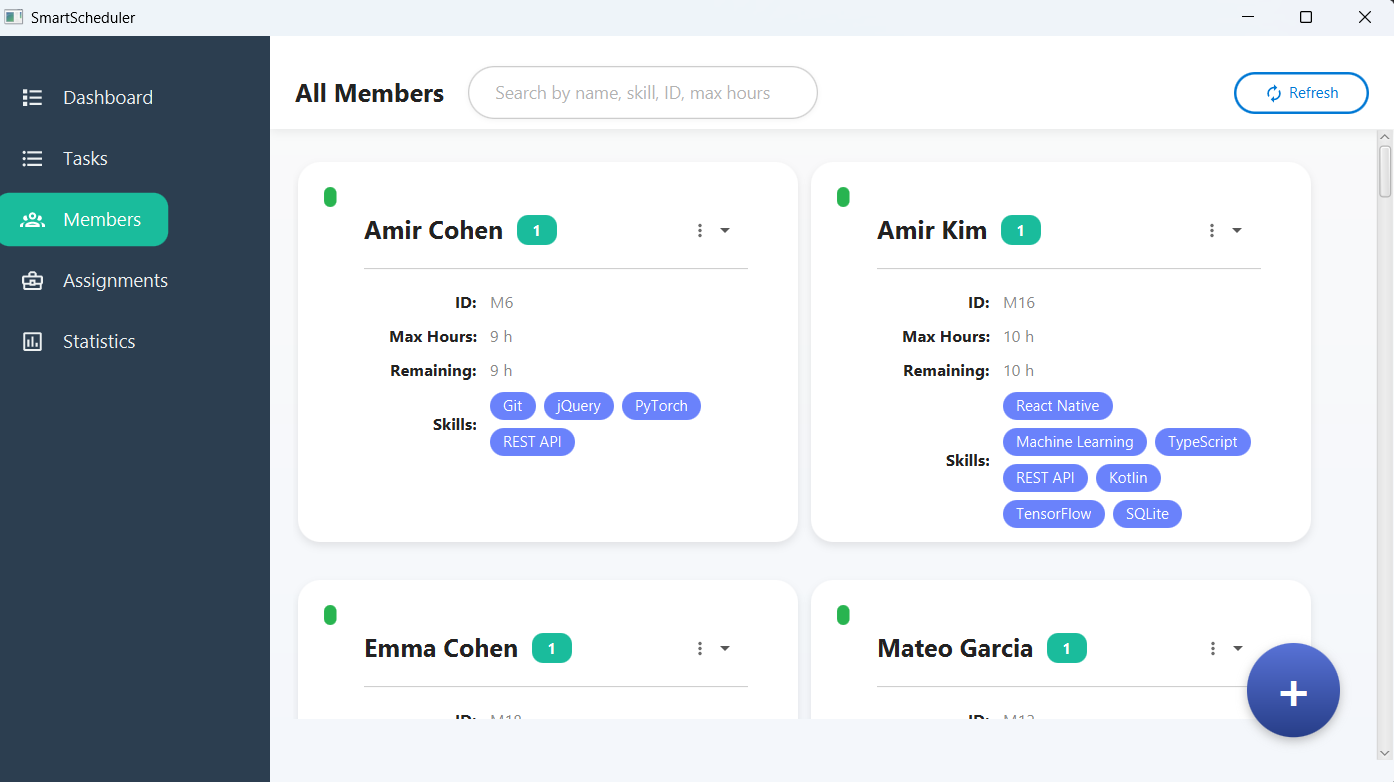 SmartScheduler
Dashboard
Tasks
Members
Assignments
Statistics
All Members
Search by name, skill, ID, max hours
Refresh
Amir Cohen 1
ID: M6
Max Hours: 9 h
Remaining: 9 h
Skills:
Git jQuery PyTorch
REST API
Amir Kim 1
ID: M16
Max Hours: 10 h
Remaining: 10 h
Skills:
React Native
Machine Learning TypeScript
REST API Kotlin
TensorFlow SQLite
Emma Cohen 1
ID:
Mateo Garcia 1
ID:
+